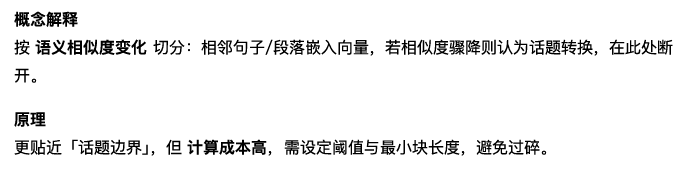 概念解释
按 语义相似度变化 切分：相邻句子/段落嵌入向量，若相似度骤降则认为话题转换，在此处断
开。
原理
更贴近「话题边界」，但 计算成本高，需设定阈值与最小块长度，避免过碎。